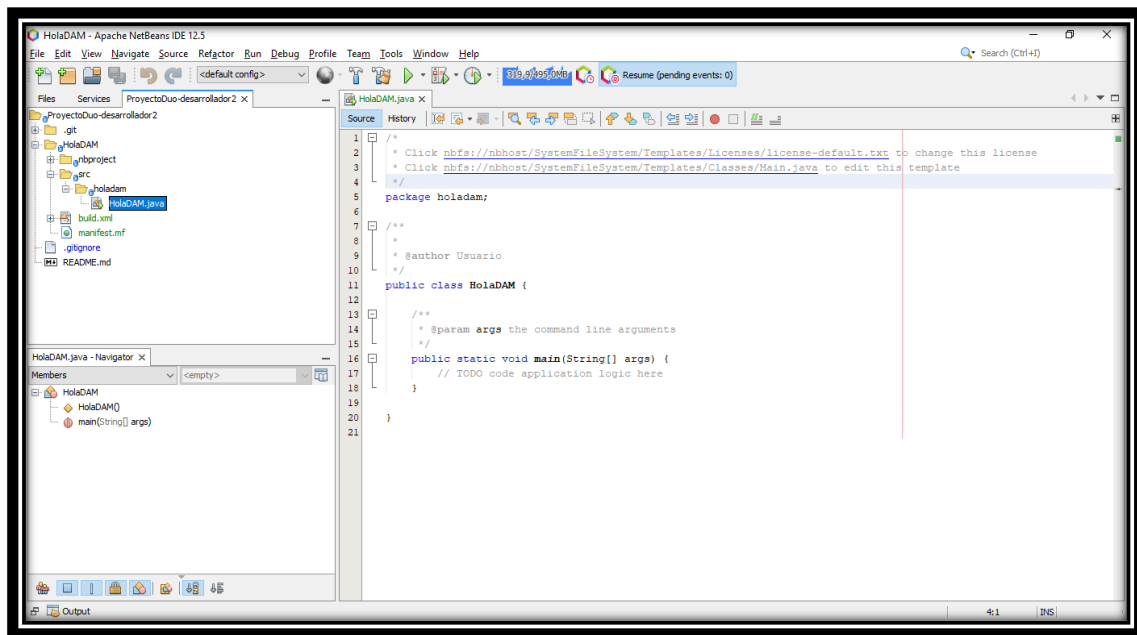 HolaDAM - Apache NetBeans IDE 12.5
File Edit View Navigate Source Refactor Run Debug Profile Team Tools Window Help
Search (Ctrl+I)
<default config>
319,9/495,0MB
Resume (pending events: 0)
Files Services ProyectoDuo-desarrollador2
HolaDAM.java
ProyectoDuo-desarrollador2
.git
HolaDAM
nbproject
src
holadam
HolaDAM.java
build.xml
manifest.mf
.gitignore
README.md
Source History
1 /*
2 * Click nbfs://nbhost/SystemFileSystem/Templates/Licenses/license-default.txt to change this license
3 * Click nbfs://nbhost/SystemFileSystem/Templates/Classes/Main.java to edit this template
4 */
5 package holadam;
6
7 /**
8 *
9 * @author Usuario
10 */
11 public class HolaDAM {
12
13 /**
14 * @param args the command line arguments
15 */
16 public static void main(String[] args) {
17 // TODO code application logic here
18 }
19
20 }
21
HolaDAM.java - Navigator
Members <empty>
HolaDAM
HolaDAM()
main(String[] args)
Output
4:1 INS